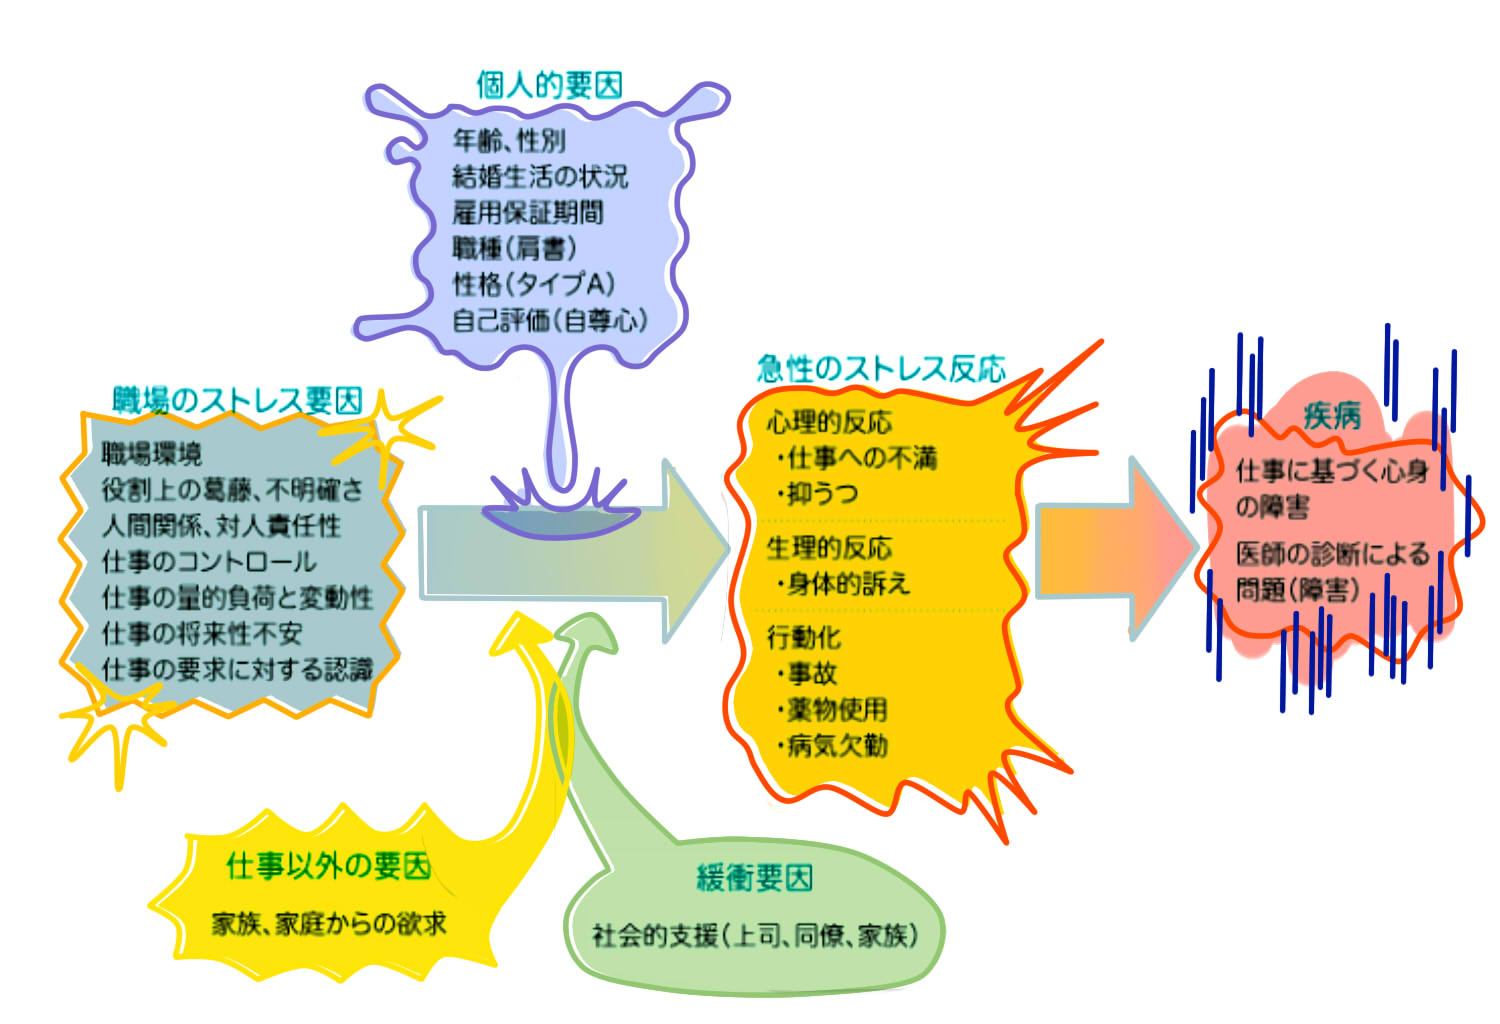 個人的要因
年齢、性別
結婚生活の状況
雇用保証期間
職種(肩書)
性格(タイプA)
自己評価(自尊心)
職場のストレス要因
職場環境
役割上の葛藤、不明確さ
人間関係、対人責任性
仕事のコントロール
仕事の量的負荷と変動性
仕事の将来性不安
仕事の要求に対する認識
急性のストレス反応
心理的反応
・仕事への不満
・抑うつ
生理的反応
・身体的訴え
行動化
・事故
・薬物使用
・病気欠勤
疾病
仕事に基づく心身
の障害
医師の診断による
問題(障害)
仕事以外の要因
家族、家庭からの欲求
緩衝要因
社会的支援(上司、同僚、家族)